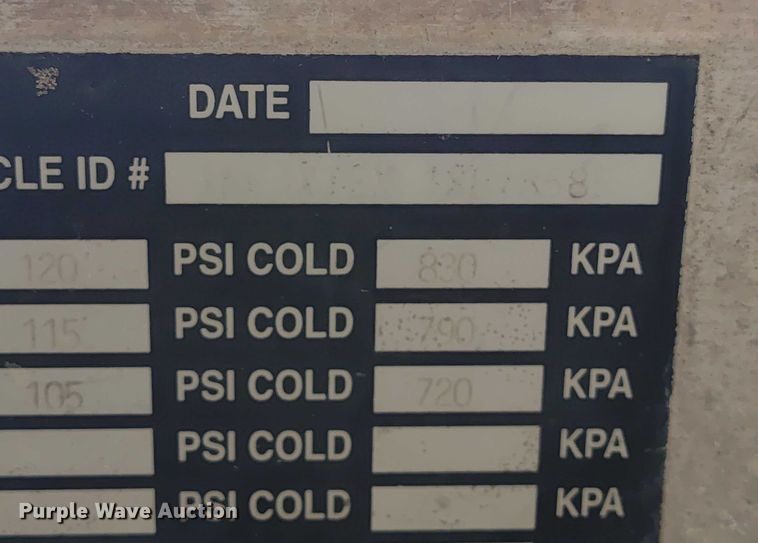 DATE
CLE ID #
120 PSI COLD 830 KPA
115 PSI COLD 790 KPA
105 PSI COLD 720 KPA
PSI COLD KPA
PSI COLD KPA
Purple Wave Auction